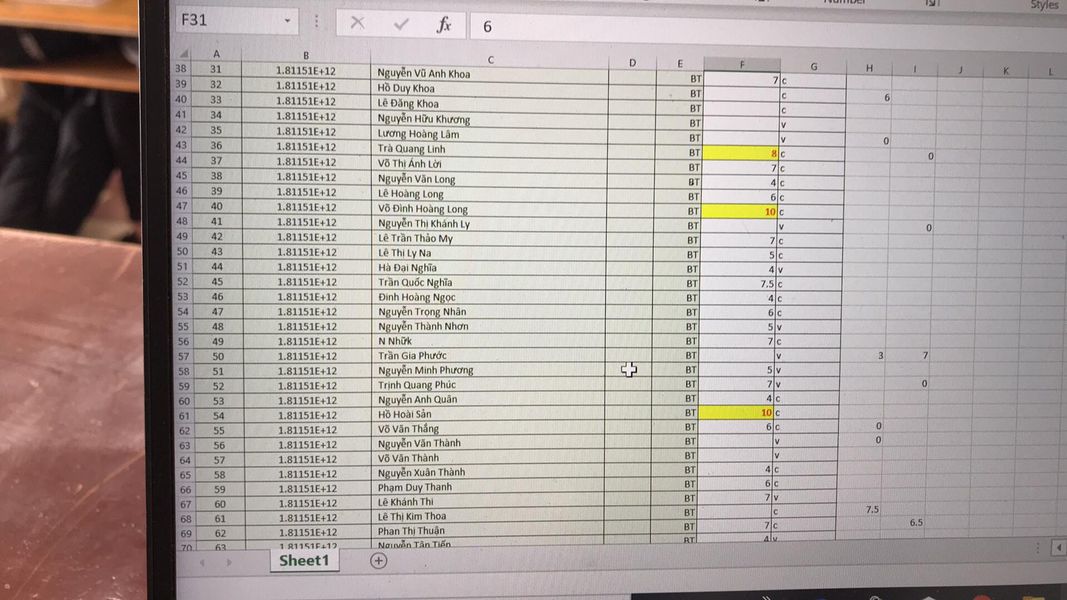 Number
Styles
F31 fx 6
A B C D E F G H I J K L
38 31 1.81151E+12 Nguyễn Vũ Anh Khoa BT 7 c
39 32 1.81151E+12 Hồ Duy Khoa BT c 6
40 33 1.81151E+12 Lê Đăng Khoa BT c
41 34 1.81151E+12 Nguyễn Hữu Khương BT v
42 35 1.81151E+12 Lương Hoàng Lâm BT v 0
43 36 1.81151E+12 Trà Quang Linh BT 8 c 0
44 37 1.81151E+12 Võ Thị Ánh Lời BT 7 c
45 38 1.81151E+12 Nguyễn Văn Long BT 4 c
46 39 1.81151E+12 Lê Hoàng Long BT 6 c
47 40 1.81151E+12 Võ Đình Hoàng Long BT 10 c
48 41 1.81151E+12 Nguyễn Thị Khánh Ly BT v 0
49 42 1.81151E+12 Lê Trần Thảo My BT 7 c
50 43 1.81151E+12 Lê Thị Ly Na BT 5 c
51 44 1.81151E+12 Hà Đại Nghĩa BT 4 v
52 45 1.81151E+12 Trần Quốc Nghĩa BT 7.5 c
53 46 1.81151E+12 Đinh Hoàng Ngọc BT 4 c
54 47 1.81151E+12 Nguyễn Trọng Nhân BT 6 c
55 48 1.81151E+12 Nguyễn Thành Nhơn BT 5 v
56 49 1.81151E+12 N Nhữk BT 7 c
57 50 1.81151E+12 Trần Gia Phước BT v 3 7
58 51 1.81151E+12 Nguyễn Minh Phương BT 5 v
59 52 1.81151E+12 Trịnh Quang Phúc BT 7 v 0
60 53 1.81151E+12 Nguyễn Anh Quân BT 4 c
61 54 1.81151E+12 Hồ Hoài Sản BT 10 c
62 55 1.81151E+12 Võ Văn Thắng BT 6 c 0
63 56 1.81151E+12 Nguyễn Văn Thành BT v 0
64 57 1.81151E+12 Võ Văn Thành BT v
65 58 1.81151E+12 Nguyễn Xuân Thành BT 4 c
66 59 1.81151E+12 Phạm Duy Thanh BT 6 c
67 60 1.81151E+12 Lê Khánh Thi BT 7 v
68 61 1.81151E+12 Lê Thị Kim Thoa BT c 7.5
69 62 1.81151E+12 Phan Thị Thuận BT 7 c 6.5
70 63 1.81151E+12 Nguyễn Tân Tiến BT 4 v
Sheet1